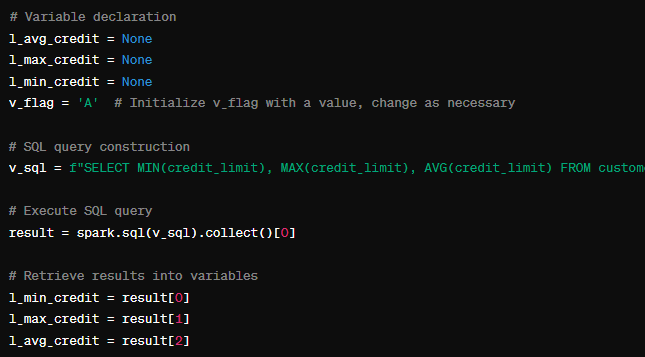 # Variable declaration
l_avg_credit = None
l_max_credit = None
l_min_credit = None
v_flag = 'A'  # Initialize v_flag with a value, change as necessary
# SQL query construction
v_sql = f"SELECT MIN(credit_limit), MAX(credit_limit), AVG(credit_limit) FROM custom
# Execute SQL query
result = spark.sql(v_sql).collect()[0]
# Retrieve results into variables
l_min_credit = result[0]
l_max_credit = result[1]
l_avg_credit = result[2]